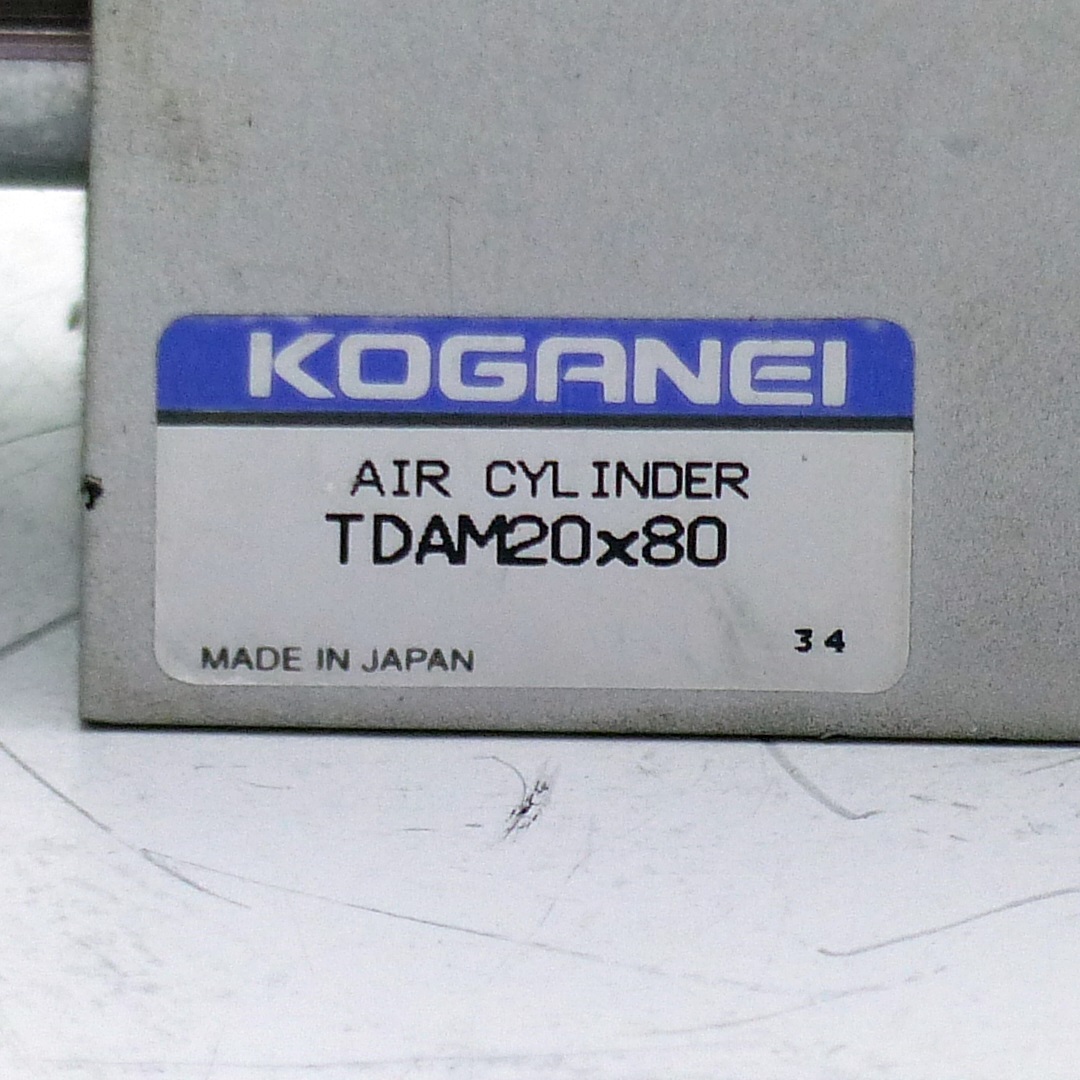 KOGANEI
AIR CYLINDER
TDAM20x80
34
MADE IN JAPAN